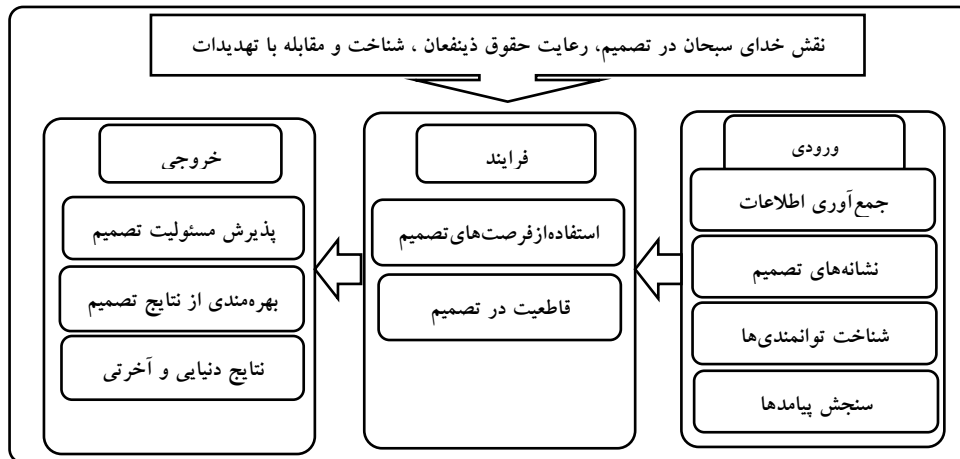 نقش خدای سبحان در تصمیم، رعایت حقوق ذینفعان ، شناخت و مقابله با تهدیدات
ورودی
جمع‌آوری اطلاعات
نشانه‌های تصمیم
شناخت توانمندی‌ها
سنجش پیامدها
فرایند
استفاده‌ازفرصت‌های‌تصمیم
قاطعیت در تصمیم
خروجی
پذیرش مسئولیت تصمیم
بهره‌مندی از نتایج تصمیم
نتایج دنیایی و آخرتی